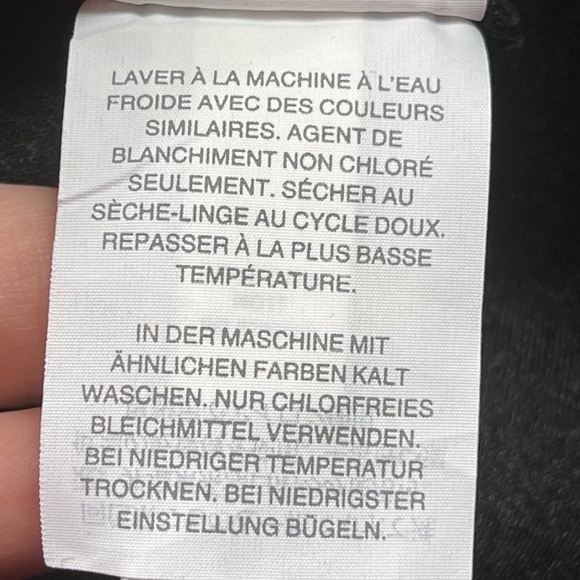 LAVER À LA MACHINE À L'EAU
FROIDE AVEC DES COULEURS
SIMILAIRES. AGENT DE
BLANCHIMENT NON CHLORÉ
SEULEMENT. SÉCHER AU
SÈCHE-LINGE AU CYCLE DOUX.
REPASSER À LA PLUS BASSE
TEMPÉRATURE.
IN DER MASCHINE MIT
ÄHNLICHEN FARBEN KALT
WASCHEN. NUR CHLORFREIES
BLEICHMITTEL VERWENDEN.
BEI NIEDRIGER TEMPERATUR
TROCKNEN. BEI NIEDRIGSTER
EINSTELLUNG BÜGELN.